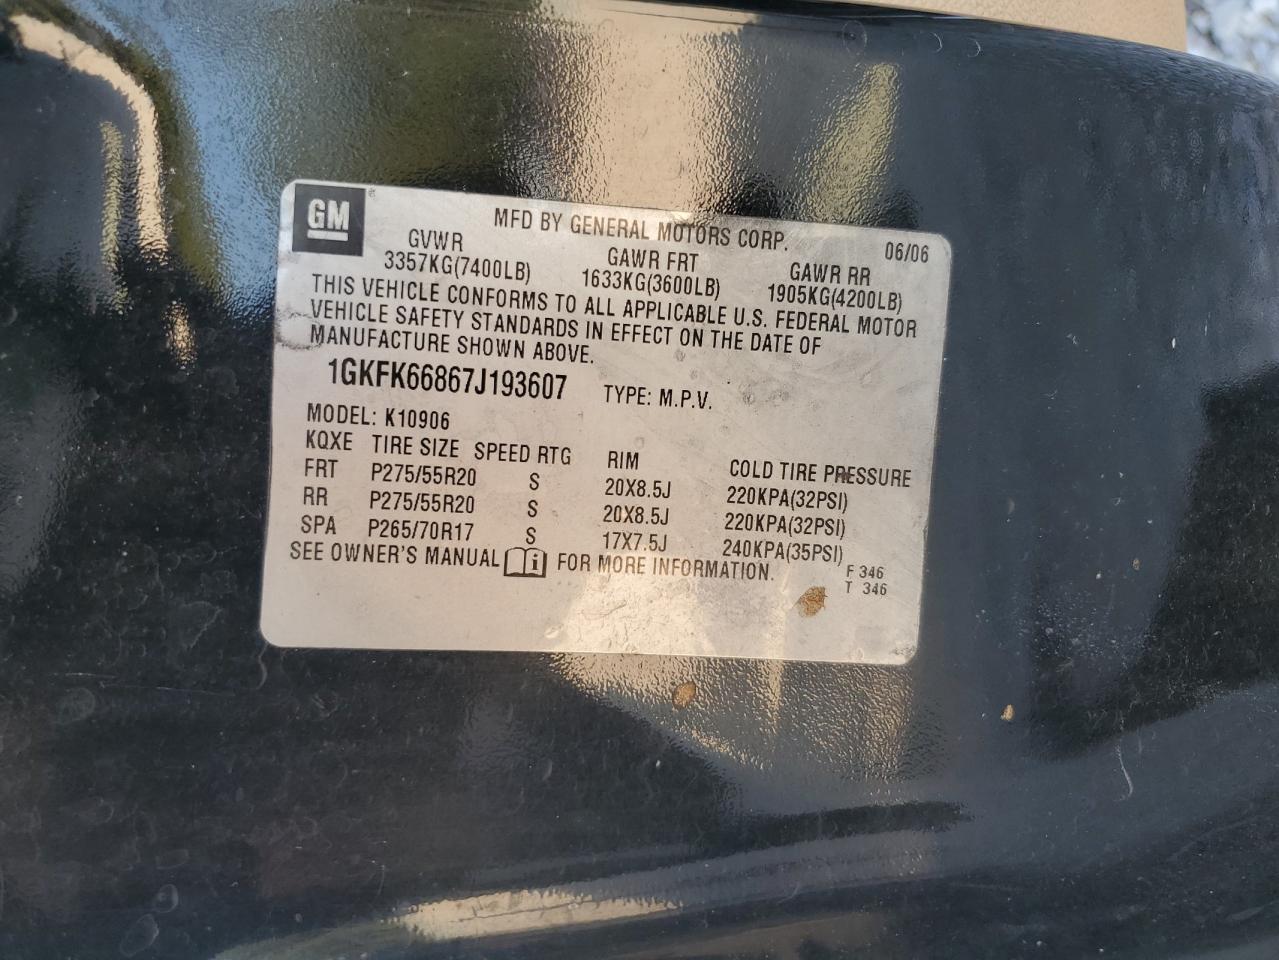 GM ® MFD BY GENERAL MOTORS CORP. 06/06
GVWR GAWR FRT GAWR RR
3357KG(7400LB) 1633KG(3600LB) 1905KG(4200LB)
THIS VEHICLE CONFORMS TO ALL APPLICABLE U.S. FEDERAL MOTOR
VEHICLE SAFETY STANDARDS IN EFFECT ON THE DATE OF
MANUFACTURE SHOWN ABOVE.
1GKFK66867J193607 TYPE: M.P.V.
MODEL: K10906
KQXE TIRE SIZE SPEED RTG RIM COLD TIRE PRESSURE
FRT P275/55R20 S 20X8.5J 220KPA(32PSI)
RR P275/55R20 S 20X8.5J 220KPA(32PSI)
SPA P265/70R17 S 17X7.5J 240KPA(35PSI)
SEE OWNER'S MANUAL FOR MORE INFORMATION. F 346
T 346